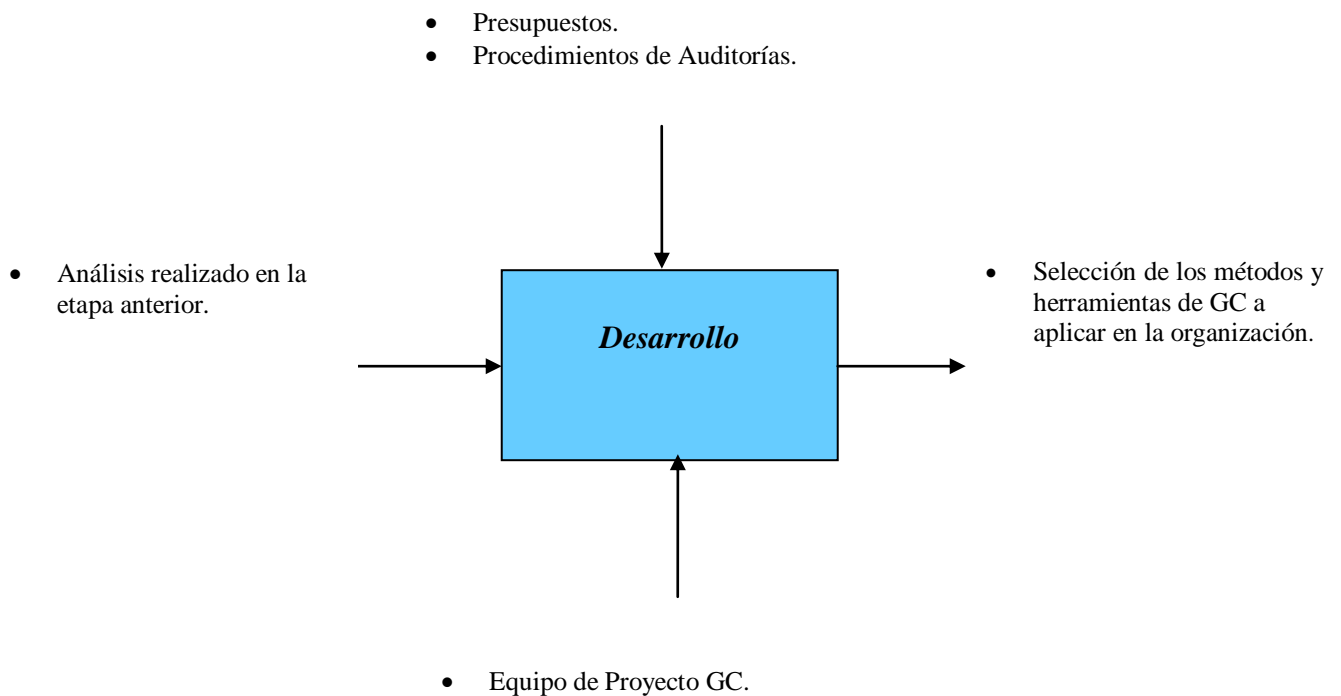 • Presupuestos.
• Procedimientos de Auditorías.
• Análisis realizado en la
etapa anterior.
Desarrollo
• Selección de los métodos y
herramientas de GC a
aplicar en la organización.
• Equipo de Proyecto GC.